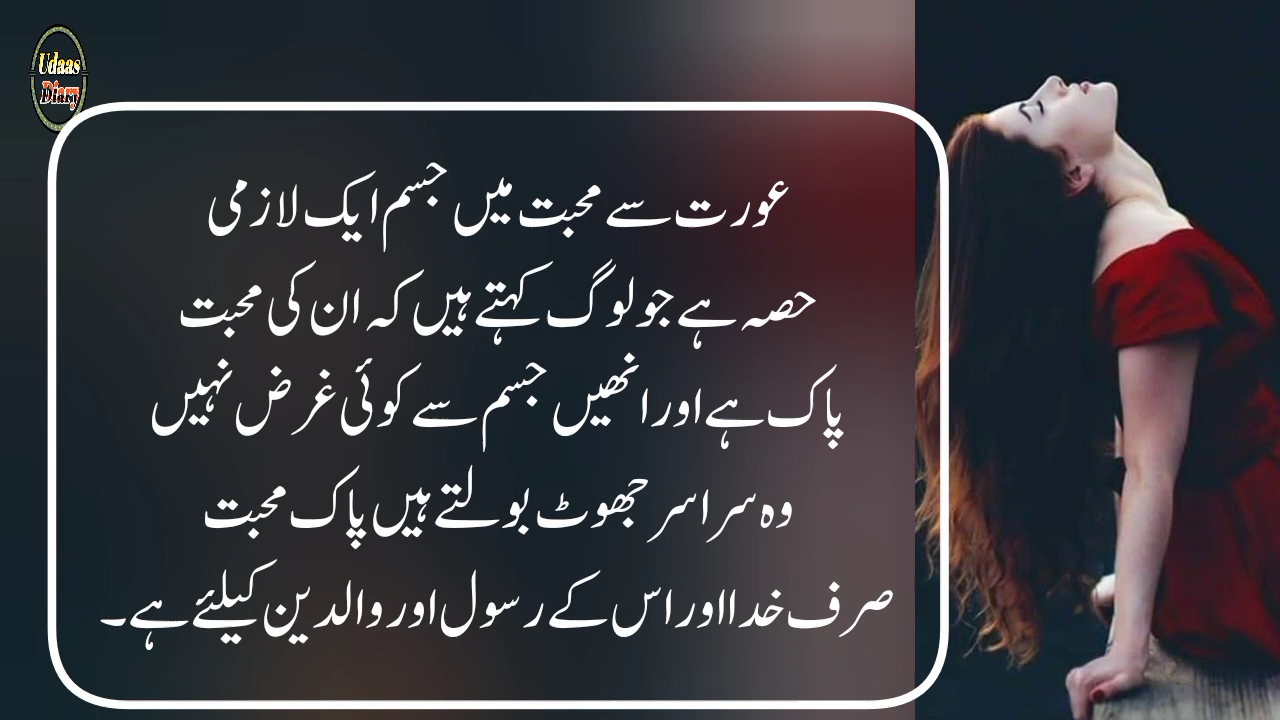 Udaas
Diary
عورت سے محبت میں جسم ایک لازمی
حصہ ہے جو لوگ کہتے ہیں کہ ان کی محبت
پاک ہے اور انھیں جسم سے کوئی غرض نہیں
وہ سراسر جھوٹ بولتے ہیں پاک محبت
صرف خدا اور اس کے رسول اور والدین کیلئے ہے۔